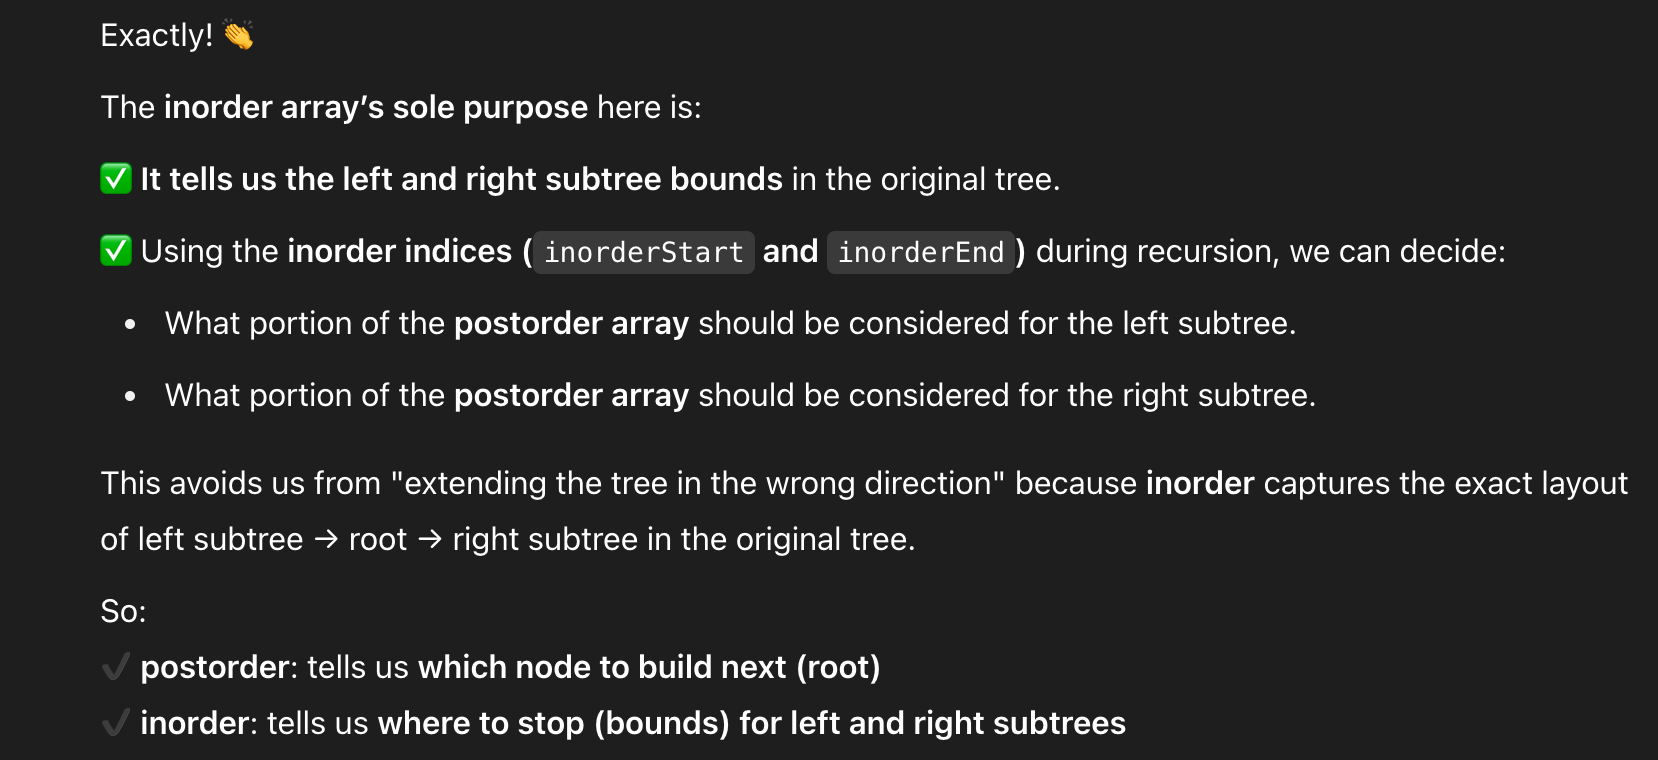 Exactly! 👏
The inorder array’s sole purpose here is:
✅ It tells us the left and right subtree bounds in the original tree.
✅ Using the inorder indices (inorderStart and inorderEnd) during recursion, we can decide:
• What portion of the postorder array should be considered for the left subtree.
• What portion of the postorder array should be considered for the right subtree.
This avoids us from "extending the tree in the wrong direction" because inorder captures the exact layout
of left subtree → root → right subtree in the original tree.
So:
✔ postorder: tells us which node to build next (root)
✔ inorder: tells us where to stop (bounds) for left and right subtrees